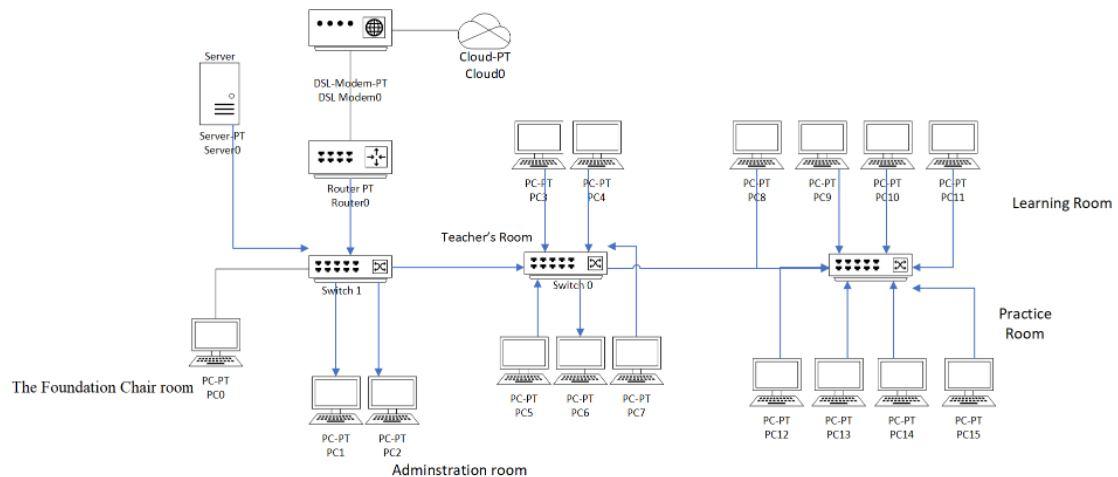 Server
Cloud-PT
Cloud0
DSL-Modem-PT
DSL Modem0
Server-PT
Server0
Router PT
Router0
PC-PT
PC3
PC-PT
PC4
PC-PT
PC8
PC-PT
PC9
PC-PT
PC10
PC-PT
PC11
Learning Room
Teacher's Room
Switch 1
Switch 0
Practice
Room
PC-PT
PC0
The Foundation Chair room
PC-PT
PC5
PC-PT
PC6
PC-PT
PC7
PC-PT
PC12
PC-PT
PC13
PC-PT
PC14
PC-PT
PC15
PC-PT
PC1
PC-PT
PC2
Adminstration room